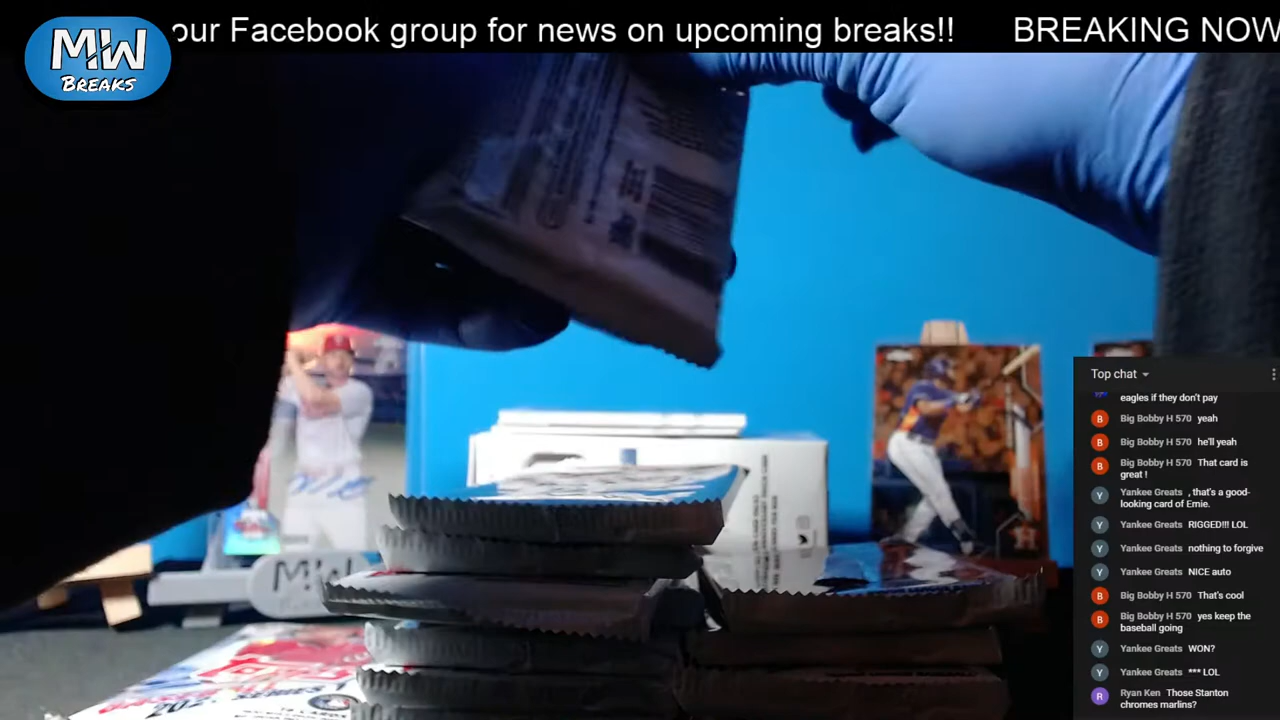 our Facebook group for news on upcoming breaks!! BREAKING NOW
MW
BREAKS
Top chat
eagles if they don't pay
B Big Bobby H 570 yeah
B Big Bobby H 570 he'll yeah
B Big Bobby H 570 That card is
great !
Y Yankee Greats , that's a good-
looking card of Ernie.
Y Yankee Greats RIGGED!!! LOL
Y Yankee Greats nothing to forgive
Y Yankee Greats NICE auto
B Big Bobby H 570 That's cool
B Big Bobby H 570 yes keep the
baseball going
Y Yankee Greats WON?
Y Yankee Greats *** LOL
R Ryan Ken Those Stanton
chromes marlins?
MW